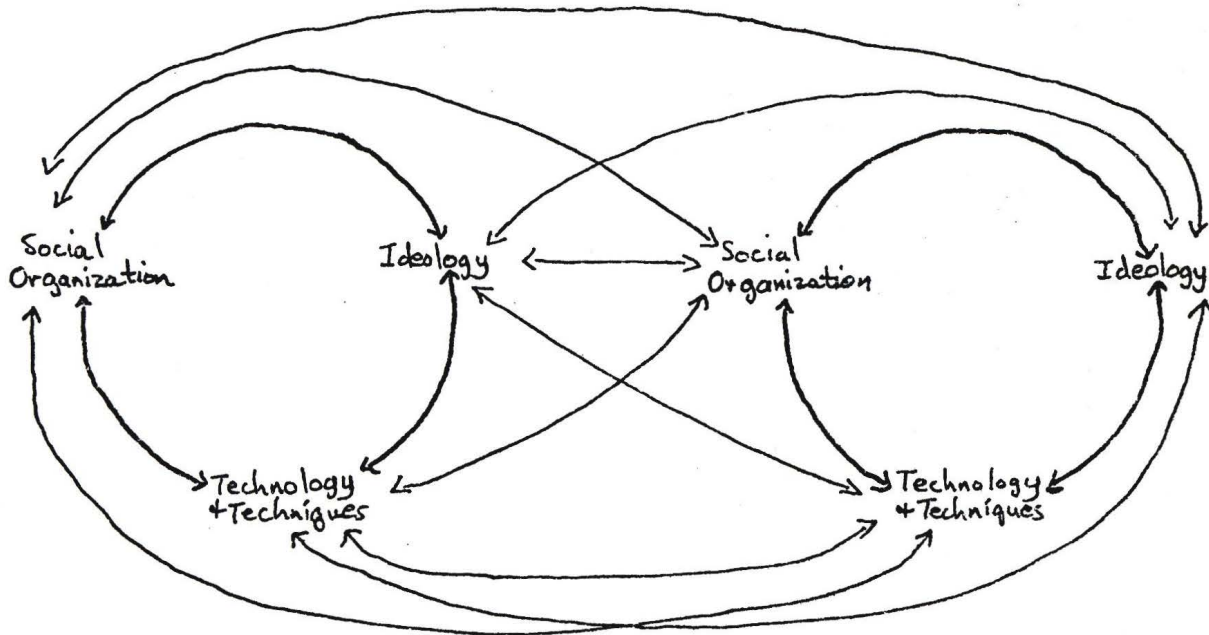 Social
Organization
Ideology
Social
Organization
Ideology
Technology
+Techniques
Technology
+Techniques